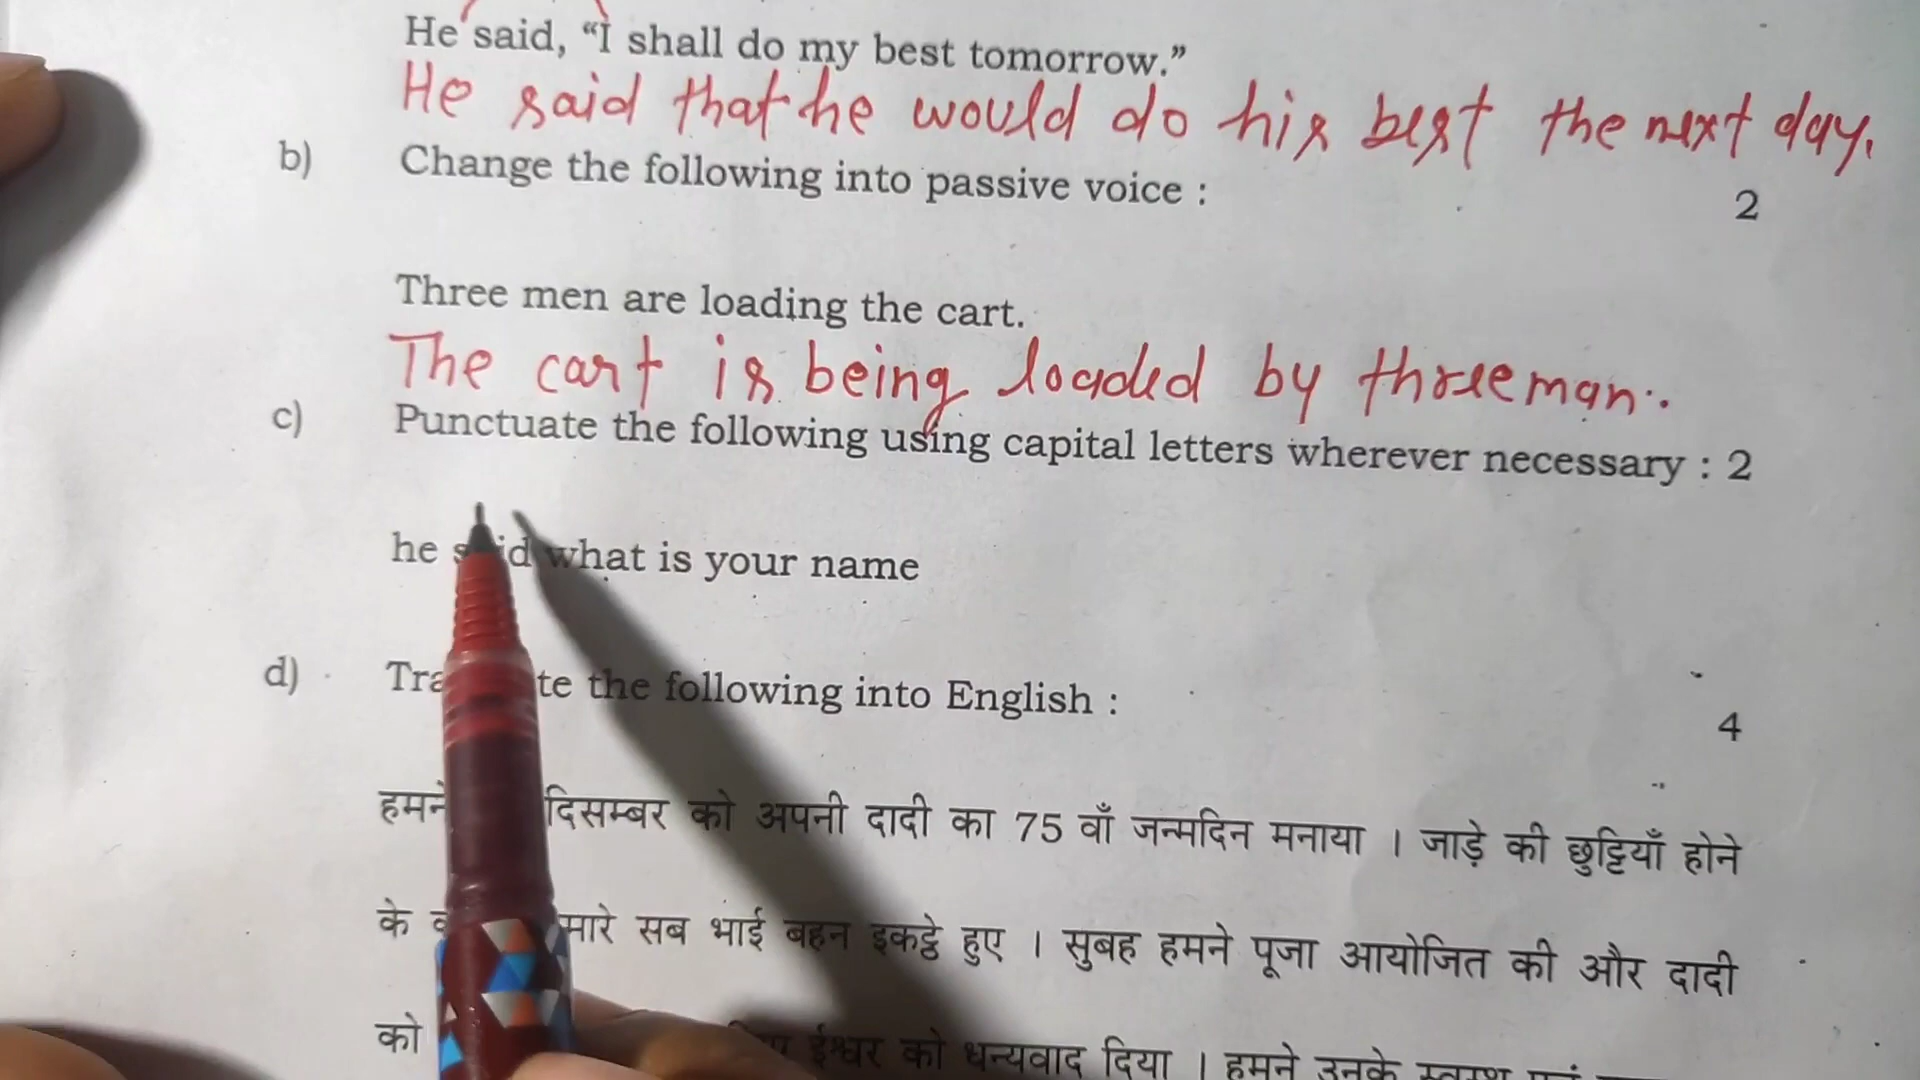 He said, “I shall do my best tomorrow.”
He said that he would do his best the next day.
b) Change the following into passive voice : 2
Three men are loading the cart.
The cart is being loaded by three man.
c) Punctuate the following using capital letters wherever necessary : 2
he said what is your name
d) Translate the following into English : 4
हमने दिसम्बर को अपनी दादी का 75 वाँ जन्मदिन मनाया । जाड़े की छुट्टियाँ होने
के सब भाई बहन इकट्ठे हुए । सुबह हमने पूजा आयोजित की और दादी
को ईश्वर को धन्यवाद दिया । हमने उनके